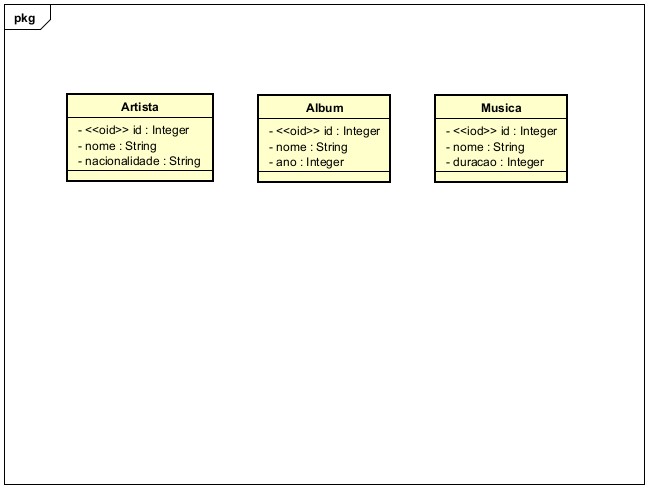 pkg
Artista
- <<oid>> id : Integer
- nome : String
- nacionalidade : String
Album
- <<oid>> id : Integer
- nome : String
- ano : Integer
Musica
- <<iod>> id : Integer
- nome : String
- duracao : Integer